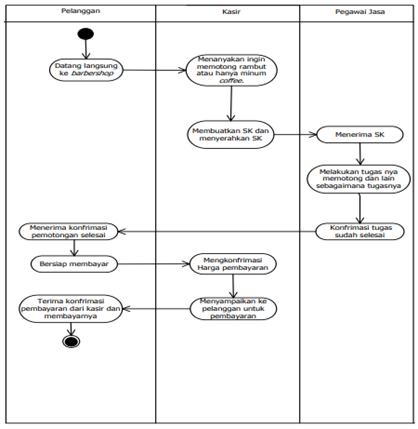 Pelanggan
Kasir
Pegawai Jasa
Datang langsung
ke barbershop
Menanyakan ingin
memotong rambut
atau hanya minum
coffee.
Membuatkan SK dan
menyerahkan SK
Menerima SK
Melakukan tugas nya
memotong dan lain
sebagaimana tugasnya
Konfirmasi tugas
sudah selesai
Menerima konfrimasi
pemotongan selesai
Bersiap membayar
Mengkonfirmasi
Harga pembayaran
Menyampaikan ke
pelanggan untuk
pembayaran
Terima konfrimasi
pembayaran dari kasir dan
membayarnya